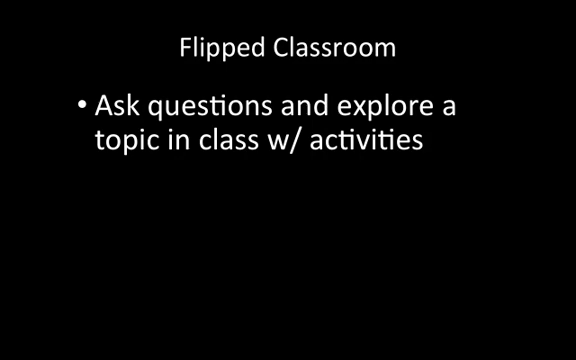 Flipped Classroom
• Ask questions and explore a
topic in class w/ activities